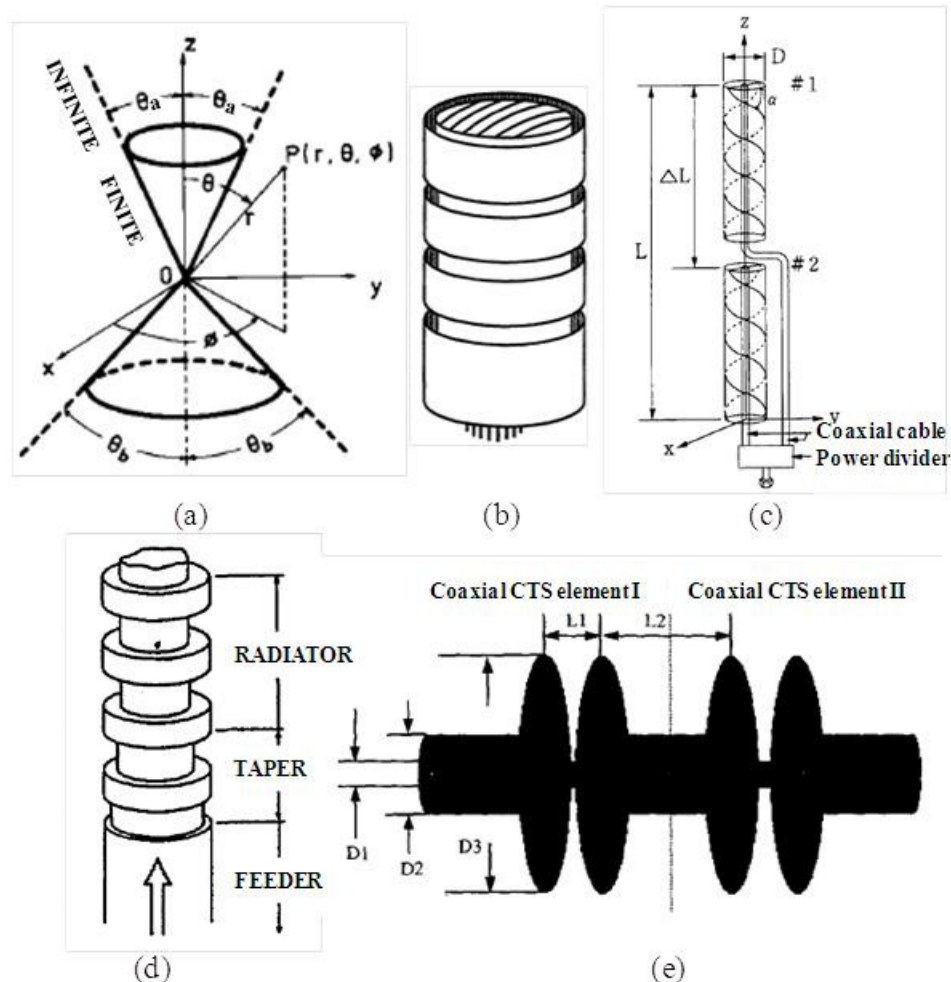 z
INFINITE
FINITE
θa
θa
P(r, θ, φ)
θ
r
O
y
x
φ
θb
θb
(a)
(b)
z
D
#1
α
ΔL
L
#2
y
x
Coaxial cable
Power divider
(c)
RADIATOR
TAPER
FEEDER
(d)
Coaxial CTS element I
Coaxial CTS element II
L1
L2
D1
D2
D3
(e)